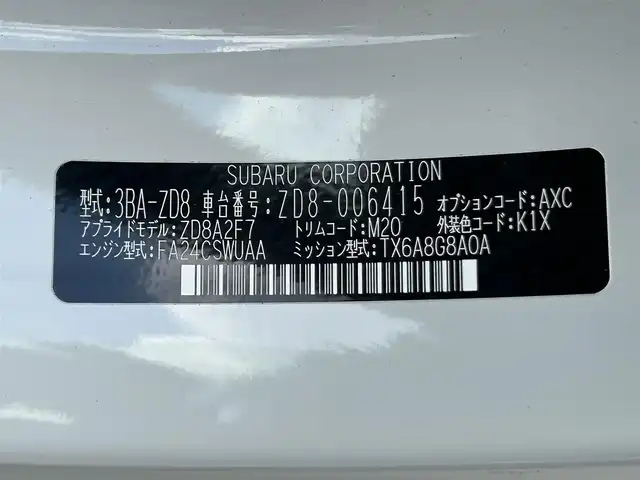 SUBARU CORPORATION
型式:3BA-ZD8 車台番号:ZD8-006415 オプションコード:AXC
アプライドモデル:ZD8A2F7 トリムコード:M20 外装色コード:K1X
エンジン型式:FA24CSWUAA ミッション型式:TX6A8G8A0A